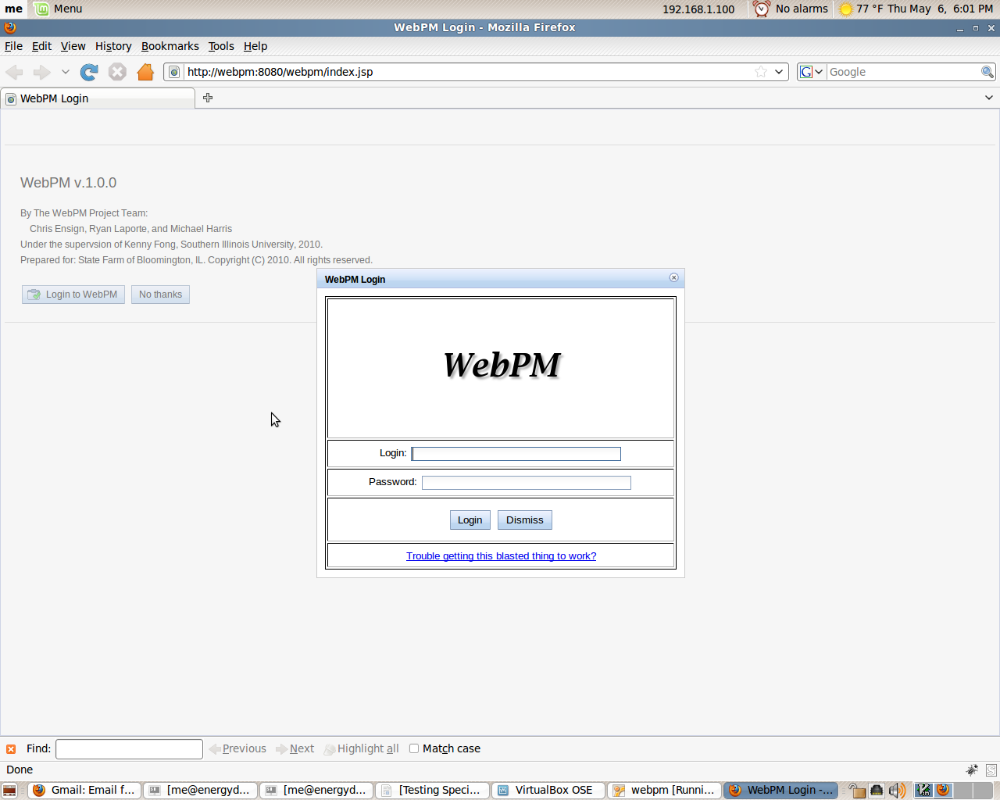 me Menu 192.168.1.100 No alarms 77 °F Thu May 6, 6:01 PM
WebPM Login - Mozilla Firefox
File Edit View History Bookmarks Tools Help
http://webpm:8080/webpm/index.jsp G Google
WebPM Login
WebPM v.1.0.0
By The WebPM Project Team:
Chris Ensign, Ryan Laporte, and Michael Harris
Under the supervsion of Kenny Fong, Southern Illinois University, 2010.
Prepared for: State Farm of Bloomington, IL. Copyright (C) 2010. All rights reserved.
Login to WebPM No thanks
WebPM Login
WebPM
Login:
Password:
Login Dismiss
Trouble getting this blasted thing to work?
Find: Previous Next Highlight all Match case
Done
Gmail: Email f... [me@energyd... [me@energyd... [Testing Speci... VirtualBox OSE webpm [Runni... WebPM Login -...